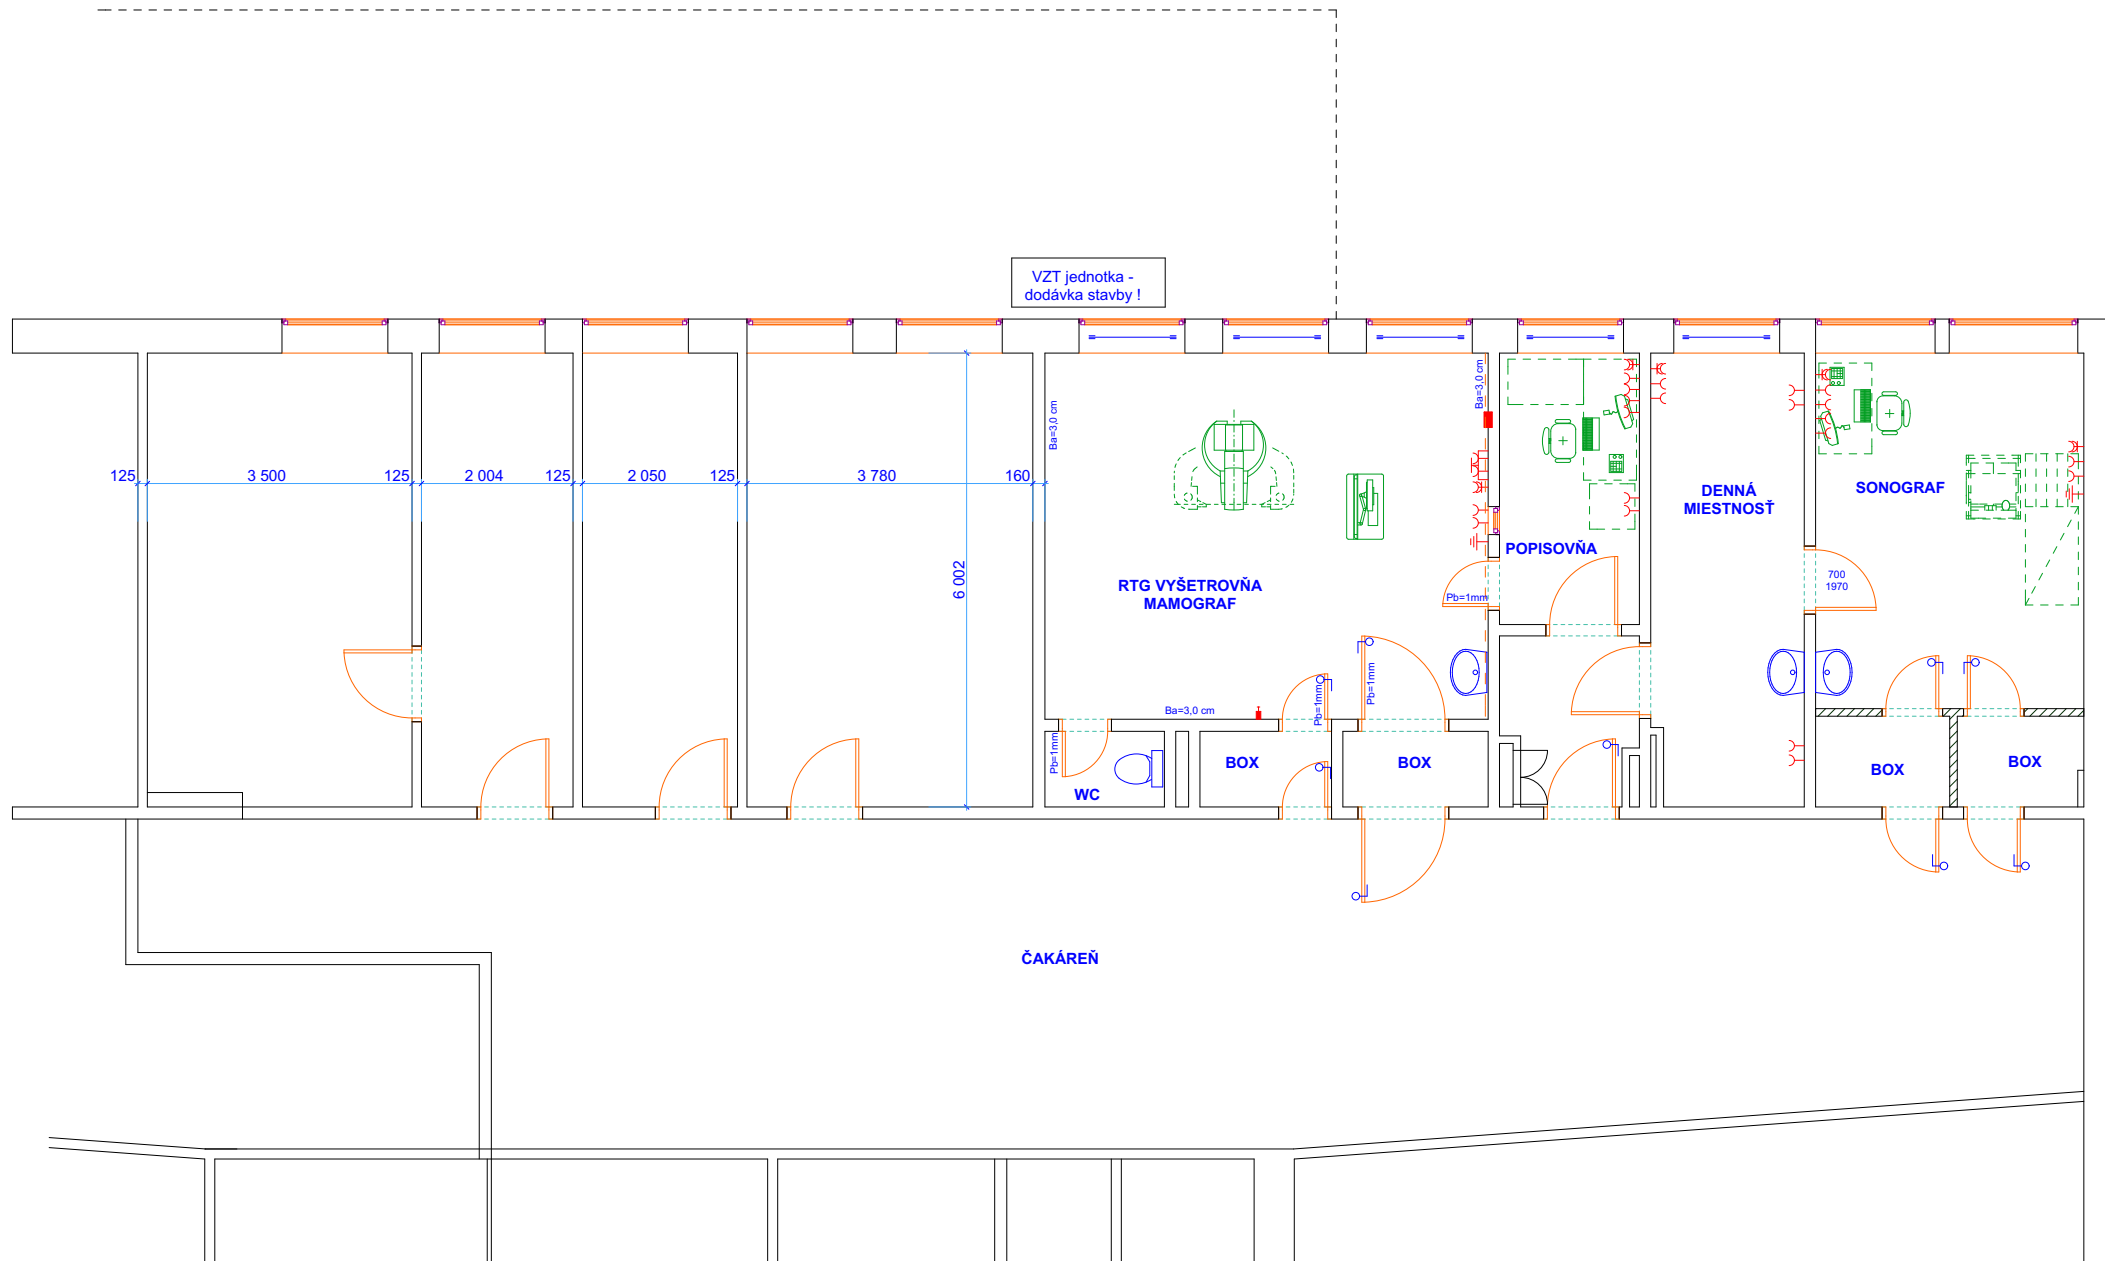 VZT jednotka -
dodávka stavby !
Ba=3,0 cm
Ba=3,0 cm
125
3 500
125
2 004
125
2 050
125
3 780
160
6 002
RTG VYŠETROVŇA
MAMOGRAF
POPISOVŇA
DENNÁ
MIESTNOSŤ
SONOGRAF
700
1970
Pb=1mm
Pb=1mm
Pb=1mm
Ba=3,0 cm
Pb=1mm
WC
BOX
BOX
BOX
BOX
ČAKÁREŇ